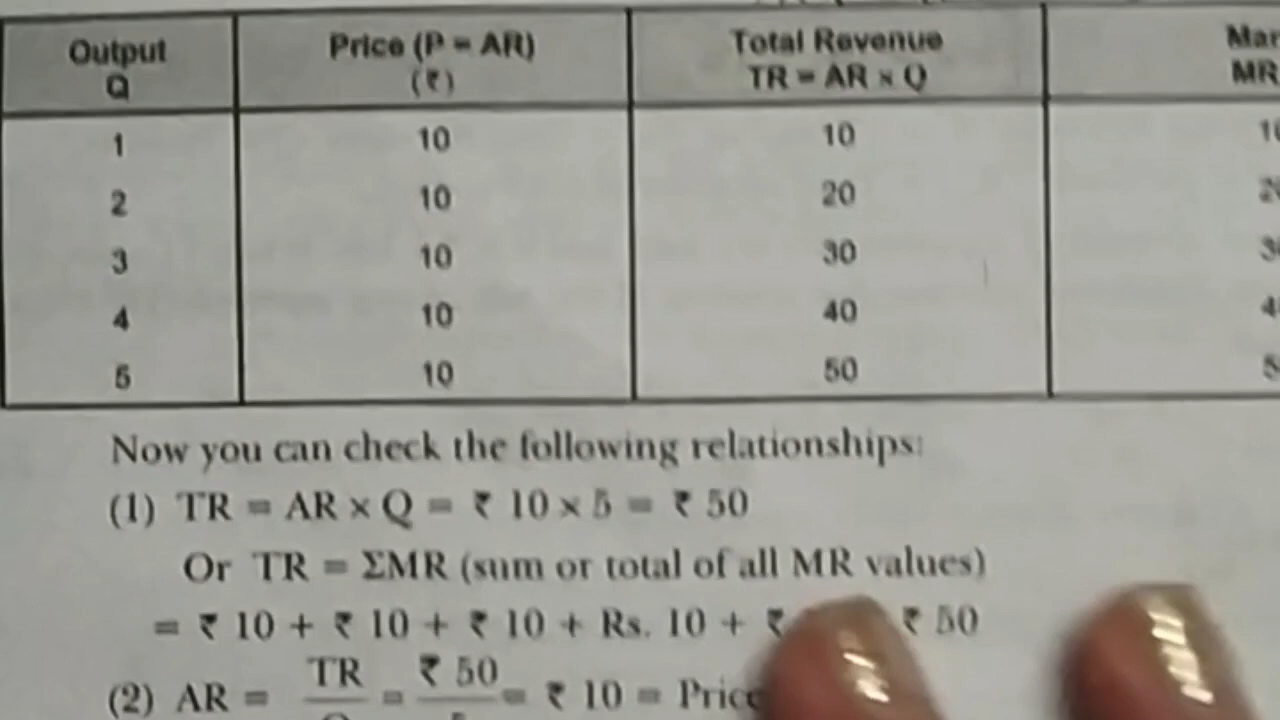 Output Q | Price (P = AR) (₹) | Total Revenue TR = AR × Q | MR
1 | 10 | 10
2 | 10 | 20
3 | 10 | 30
4 | 10 | 40
5 | 10 | 50
Now you can check the following relationships:
(1) TR = AR × Q = ₹ 10 × 5 = ₹ 50
Or TR = ΣMR (sum or total of all MR values)
= ₹ 10 + ₹ 10 + ₹ 10 + Rs. 10 + ₹ ₹ 50
(2) AR = TR = ₹ 50 = ₹ 10 = Price